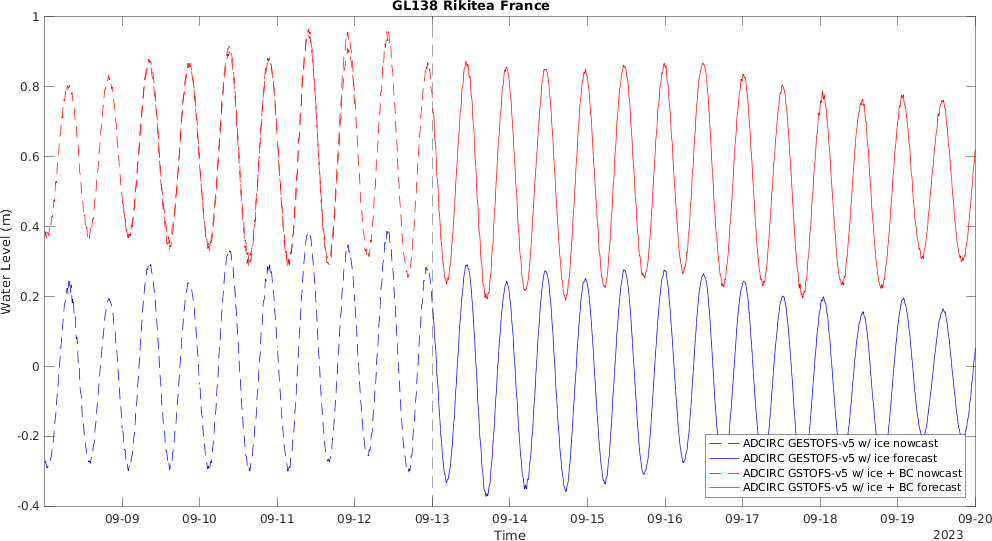 GL138 Rikitea France
Water Level (m)
1
0.8
0.6
0.4
0.2
0
-0.2
-0.4
ADCIRC GESTOFS-v5 w/ ice nowcast
ADCIRC GESTOFS-v5 w/ ice forecast
ADCIRC GSTOFS-v5 w/ ice + BC nowcast
ADCIRC GSTOFS-v5 w/ ice + BC forecast
09-09 09-10 09-11 09-12 09-13 09-14 09-15 09-16 09-17 09-18 09-19 09-20
Time
2023